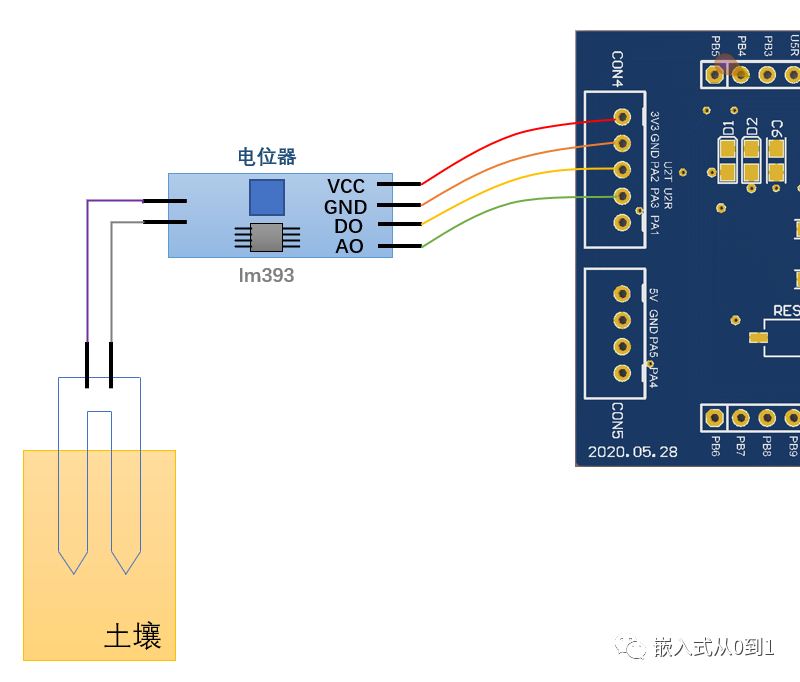 电位器
VCC
GND
DO
AO
lm393
土壤
CON4
3V3 GND PA2 PA3 PA1
U2T U2R
5V GND PA5 PA4
CON5
2020.05.28
PB5 PB4 PB3 U5R
D1 D2 C6
RES
PB6 PB7 PB8 PB9
嵌入式从0到1